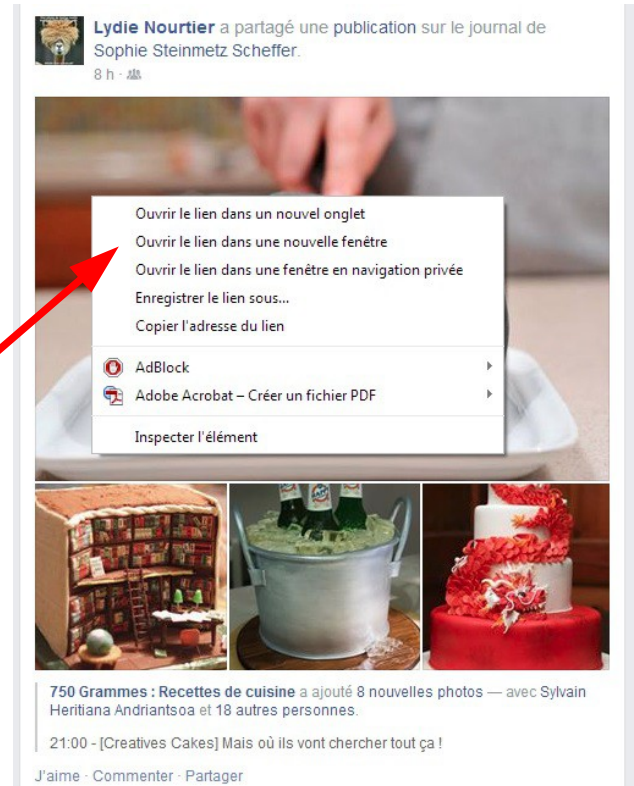 Lydie Nourtier a partagé une publication sur le journal de
Sophie Steinmetz Scheffer.
8 h ·
Ouvrir le lien dans un nouvel onglet
Ouvrir le lien dans une nouvelle fenêtre
Ouvrir le lien dans une fenêtre en navigation privée
Enregistrer le lien sous...
Copier l'adresse du lien
AdBlock
Adobe Acrobat – Créer un fichier PDF
Inspecter l'élément
750 Grammes : Recettes de cuisine a ajouté 8 nouvelles photos — avec Sylvain
Heritiana Andriantsoa et 18 autres personnes.
21:00 - [Creatives Cakes] Mais où ils vont chercher tout ça !
J'aime · Commenter · Partager